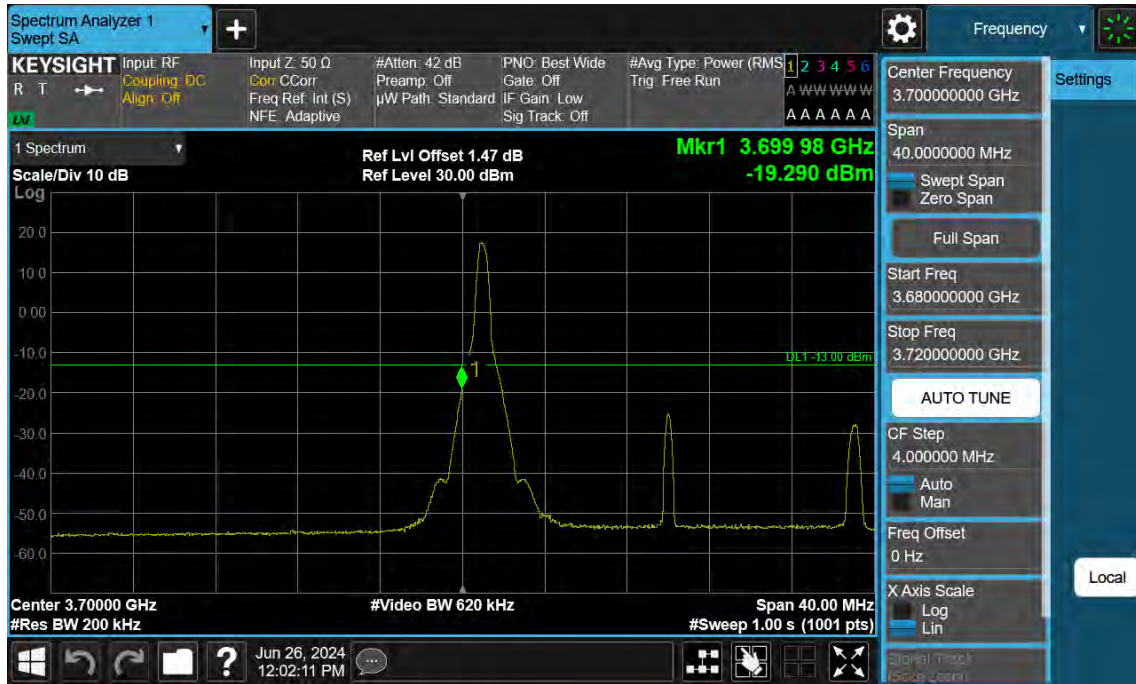 Spectrum Analyzer 1
Swept SA
+
Frequency
KEYSIGHT
R T
LXI
Input: RF
Coupling: DC
Align: Off
Input Z: 50 Ω
Corr CCorr
Freq Ref: Int (S)
NFE: Adaptive
#Atten: 42 dB
Preamp: Off
µW Path: Standard
PNO: Best Wide
Gate: Off
IF Gain: Low
Sig Track: Off
#Avg Type: Power (RMS
Trig: Free Run
1 2 3 4 5 6
A W W W W W
A A A A A A
1 Spectrum
Scale/Div 10 dB
Log
Ref Lvl Offset 1.47 dB
Ref Level 30.00 dBm
Mkr1 3.699 98 GHz
-19.290 dBm
20.0
10.0
0.00
-10.0
-20.0
-30.0
-40.0
-50.0
-60.0
DL1 -13.00 dBm
1
Center 3.70000 GHz
#Res BW 200 kHz
#Video BW 620 kHz
Span 40.00 MHz
#Sweep 1.00 s (1001 pts)
Center Frequency
3.700000000 GHz
Settings
Span
40.0000000 MHz
Swept Span
Zero Span
Full Span
Start Freq
3.680000000 GHz
Stop Freq
3.720000000 GHz
AUTO TUNE
CF Step
4.000000 MHz
Auto
Man
Freq Offset
0 Hz
X Axis Scale
Log
Lin
Local
Signal Track
(Span Zoom)
?
Jun 26, 2024
12:02:11 PM